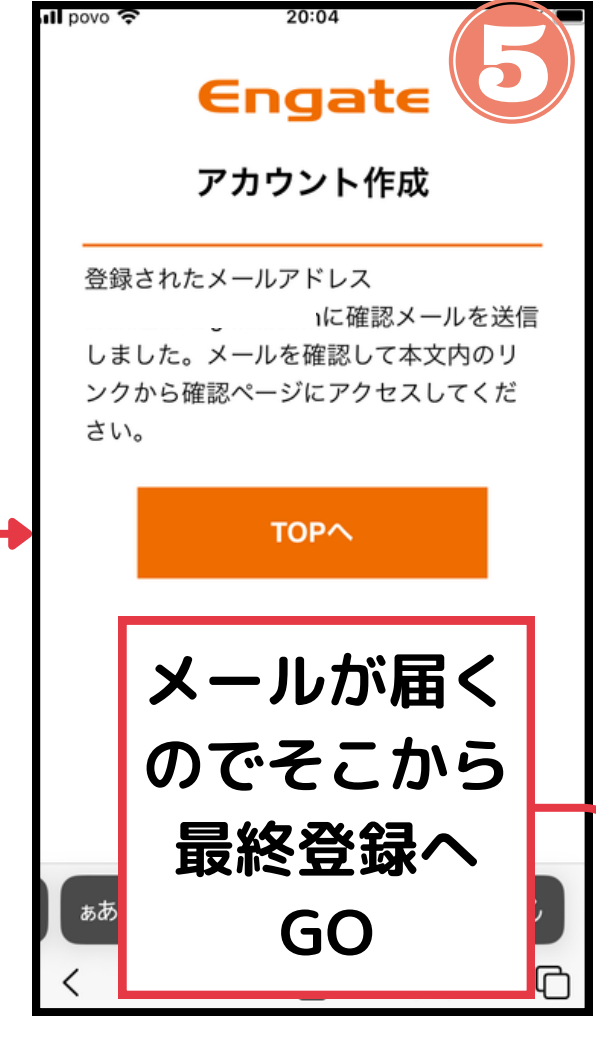 povo
20:04
5
Engate
アカウント作成
登録されたメールアドレス
に確認メールを送信
しました。メールを確認して本文内のリ
ンクから確認ページにアクセスしてくだ
さい。
TOPへ
メールが届く
のでそこから
最終登録へ
GO
ぁあ